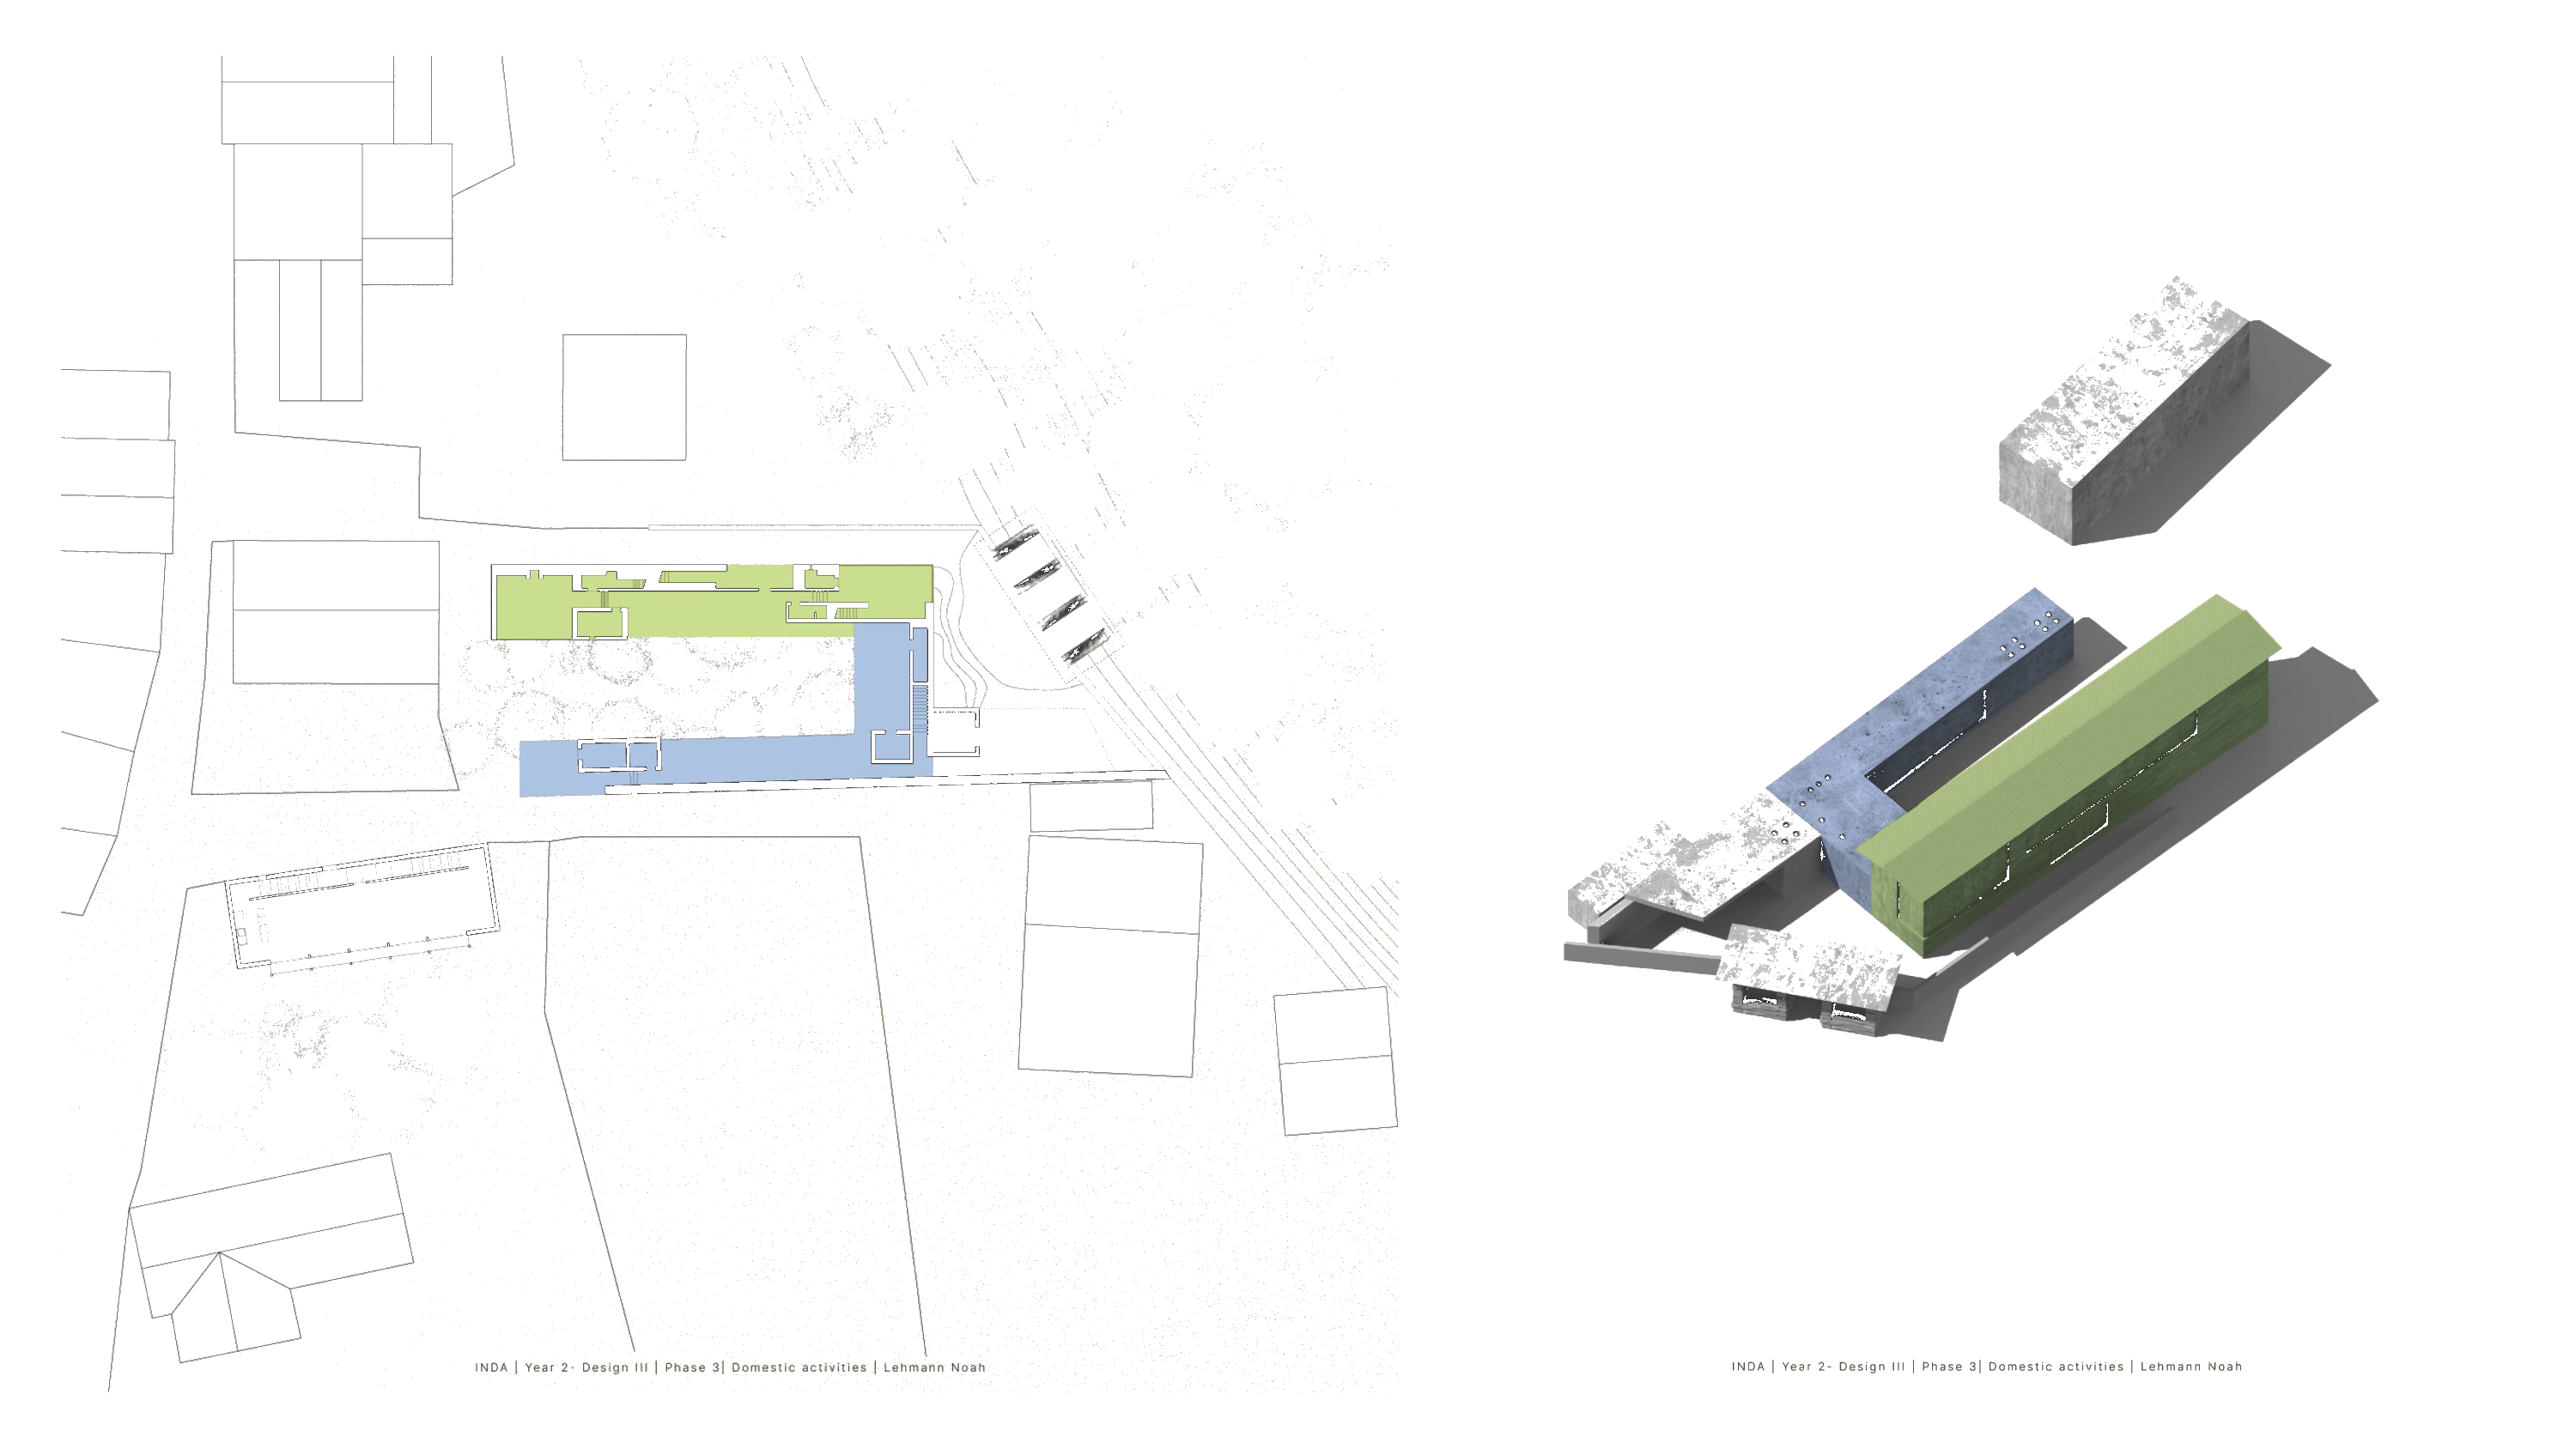 INDA | Year 2- Design III | Phase 3| Domestic activities | Lehmann Noah
INDA | Year 2- Design III | Phase 3| Domestic activities | Lehmann Noah